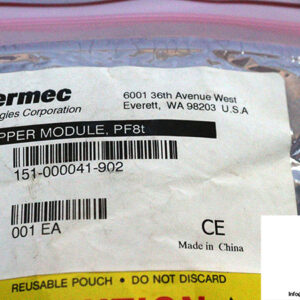 ermec
gies Corporation
6001 36th Avenue West
Everett, WA 98203 U.S.A
PPER MODULE, PF8t
151-000041-902
001 EA
CE
Made in China
REUSABLE POUCH • DO NOT DISCARD